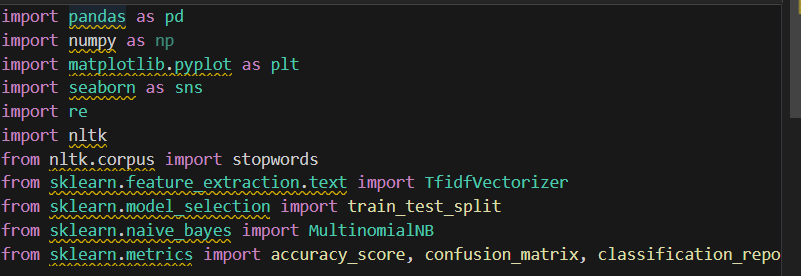 import pandas as pd
import numpy as np
import matplotlib.pyplot as plt
import seaborn as sns
import re
import nltk
from nltk.corpus import stopwords
from sklearn.feature_extraction.text import TfidfVectorizer
from sklearn.model_selection import train_test_split
from sklearn.naive_bayes import MultinomialNB
from sklearn.metrics import accuracy_score, confusion_matrix, classification_repo